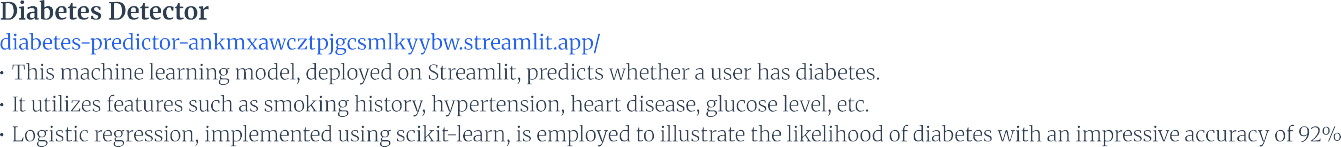 Diabetes Detector
diabetes-predictor-ankmxawcztpjgcsmlkyybw.streamlit.app/
• This machine learning model, deployed on Streamlit, predicts whether a user has diabetes.
• It utilizes features such as smoking history, hypertension, heart disease, glucose level, etc.
• Logistic regression, implemented using scikit-learn, is employed to illustrate the likelihood of diabetes with an impressive accuracy of 92%